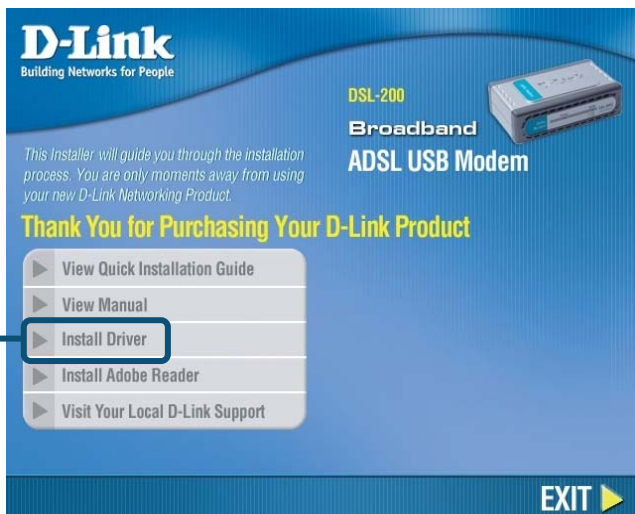 D-Link
Building Networks for People
DSL-200
Broadband
ADSL USB Modem
This Installer will guide you through the installation
process. You are only moments away from using
your new D-Link Networking Product.
Thank You for Purchasing Your D-Link Product
View Quick Installation Guide
View Manual
Install Driver
Install Adobe Reader
Visit Your Local D-Link Support
EXIT